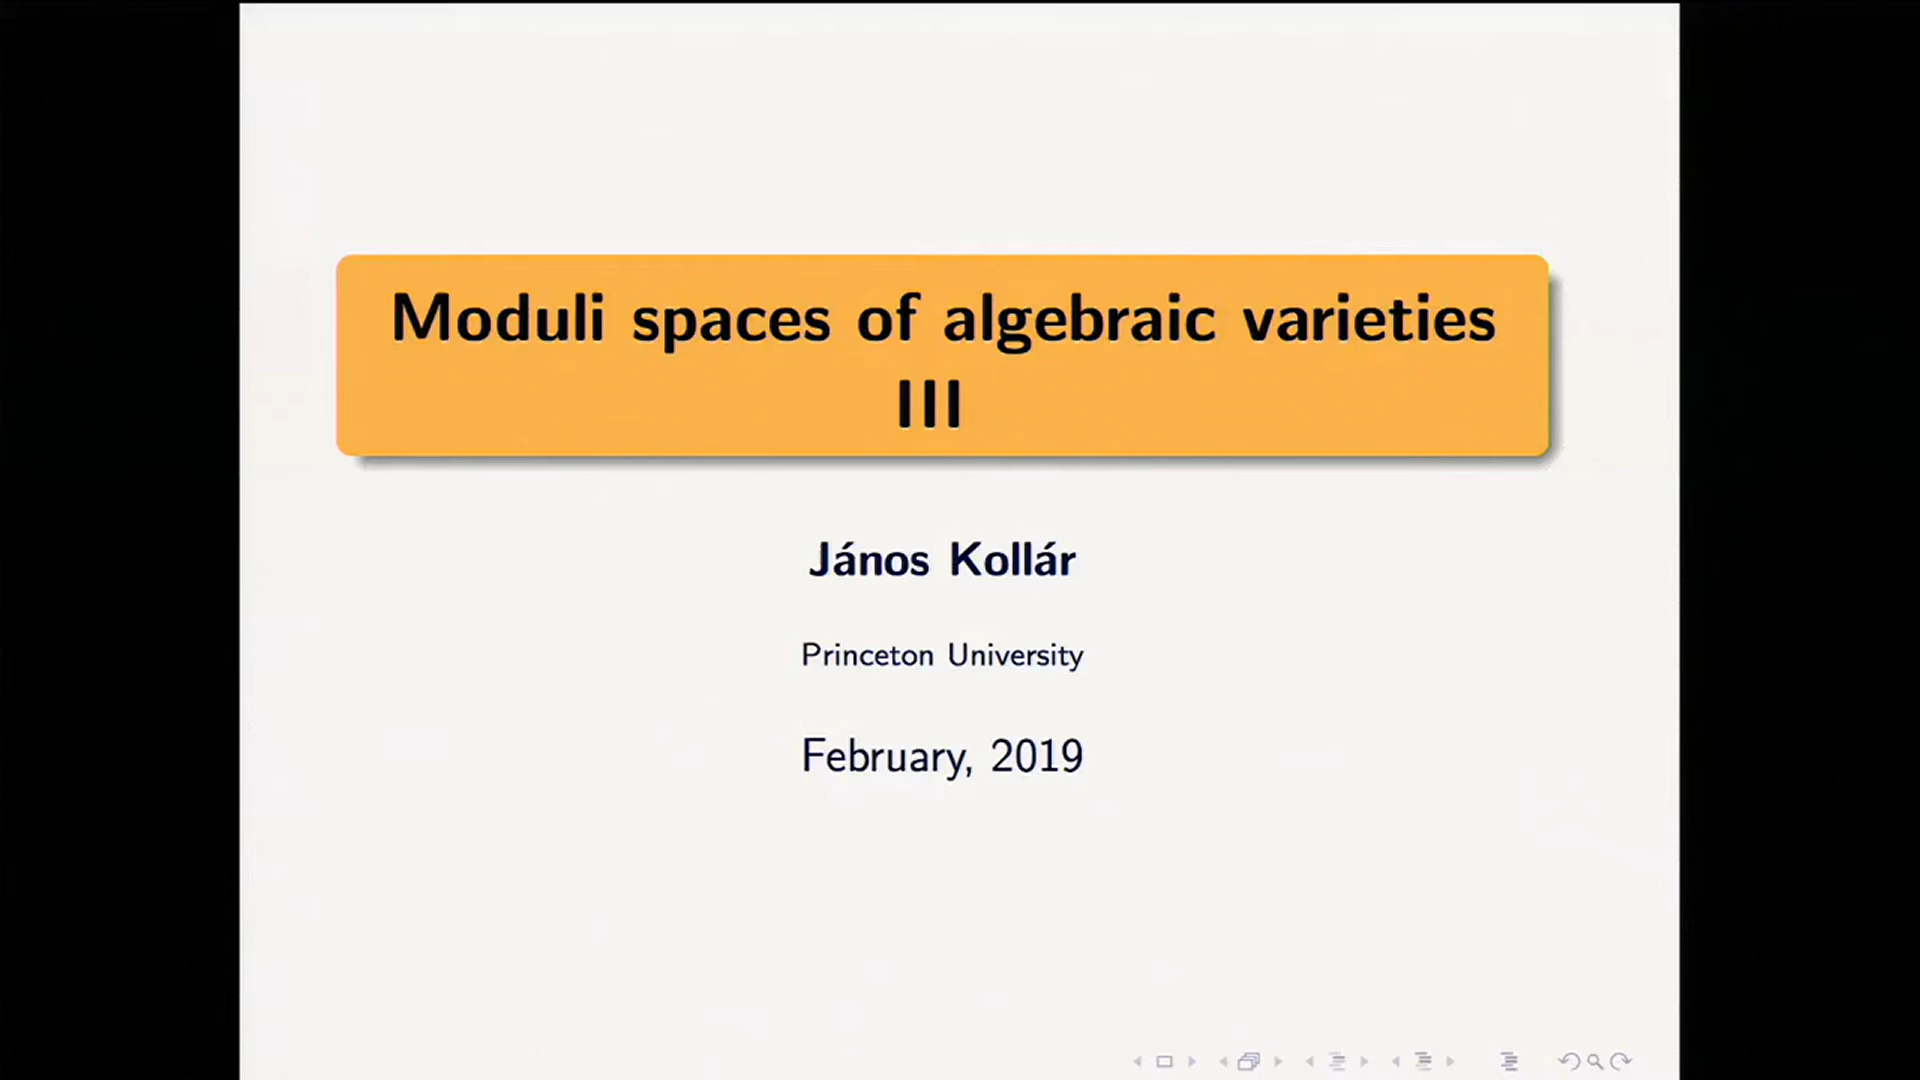 Moduli spaces of algebraic varieties
III
János Kollár
Princeton University
February, 2019